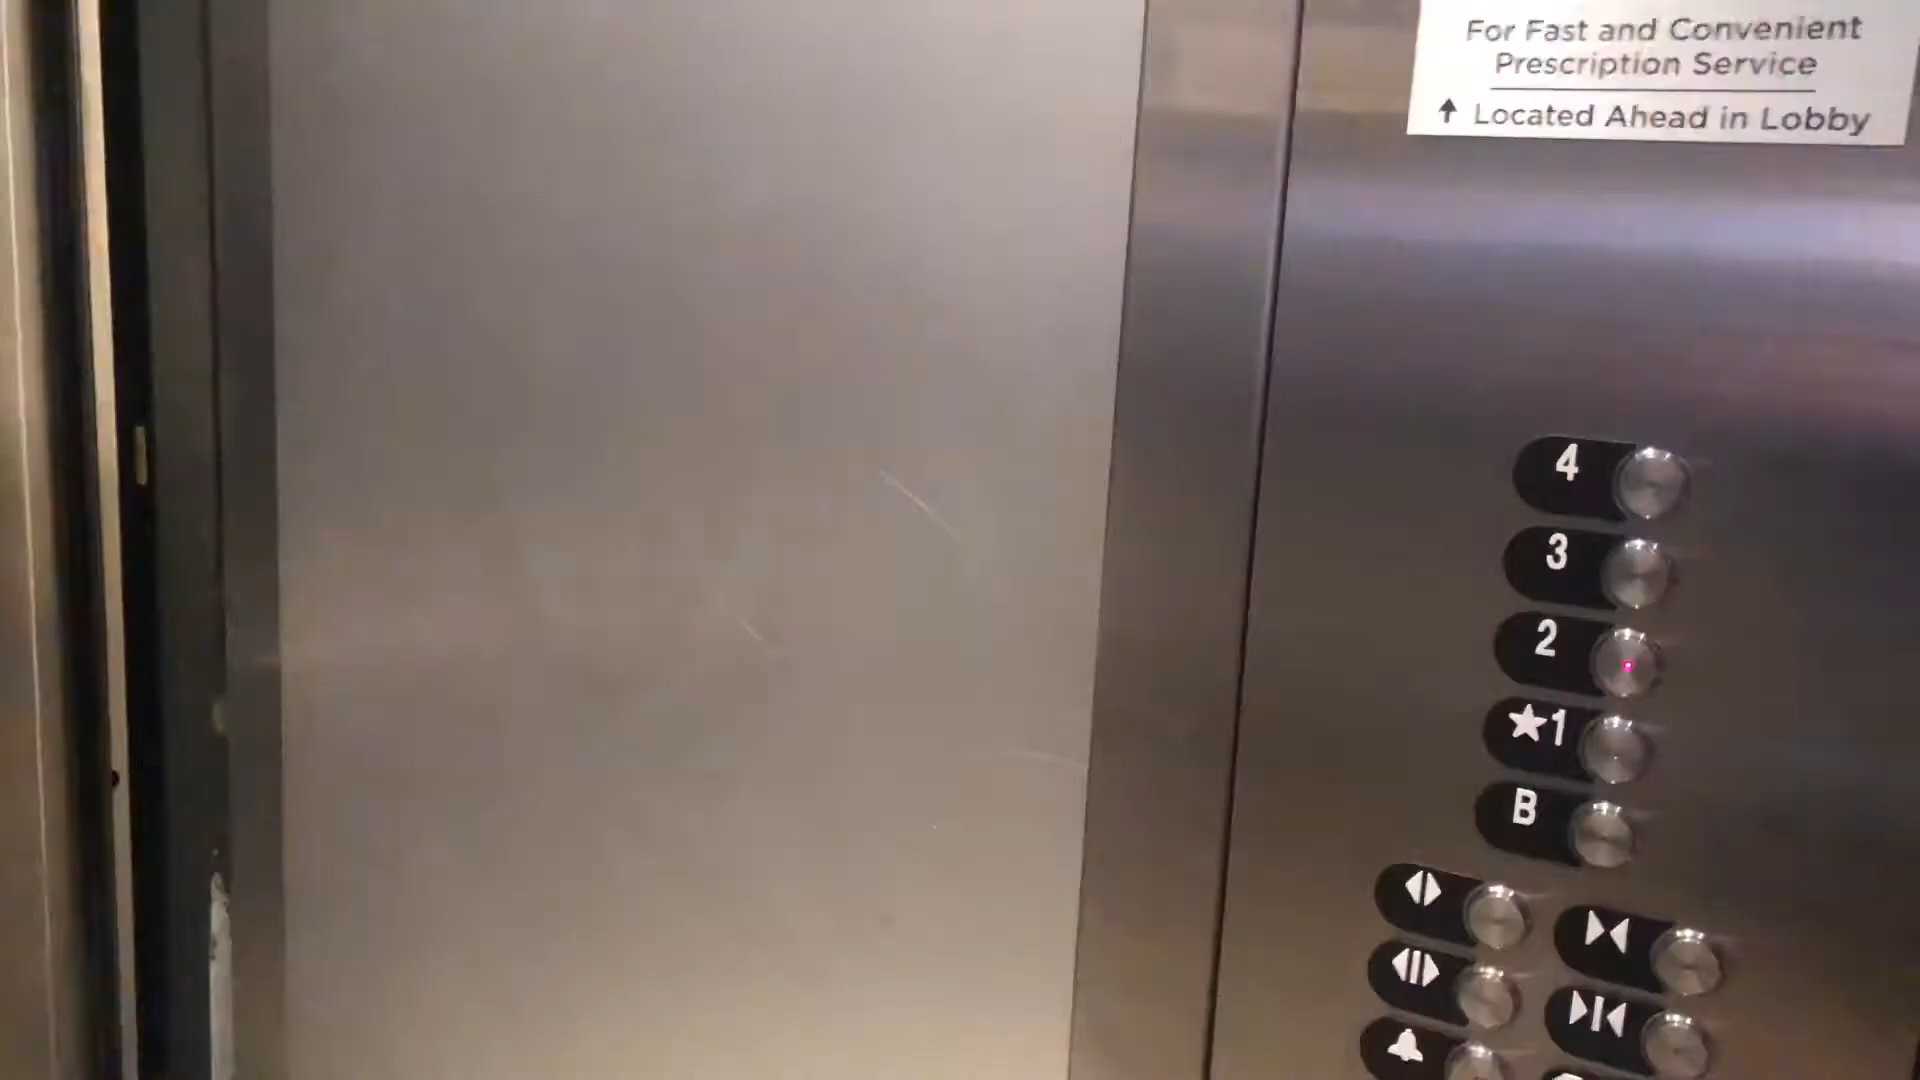 For Fast and Convenient
Prescription Service
↑ Located Ahead in Lobby
4
3
2
★1
B